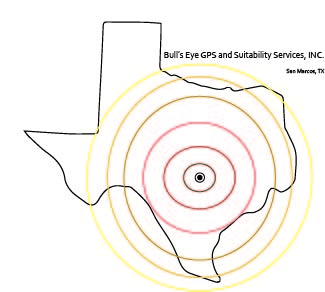 Bull's Eye GPS and Suitability Services, INC.
San Marcos, TX